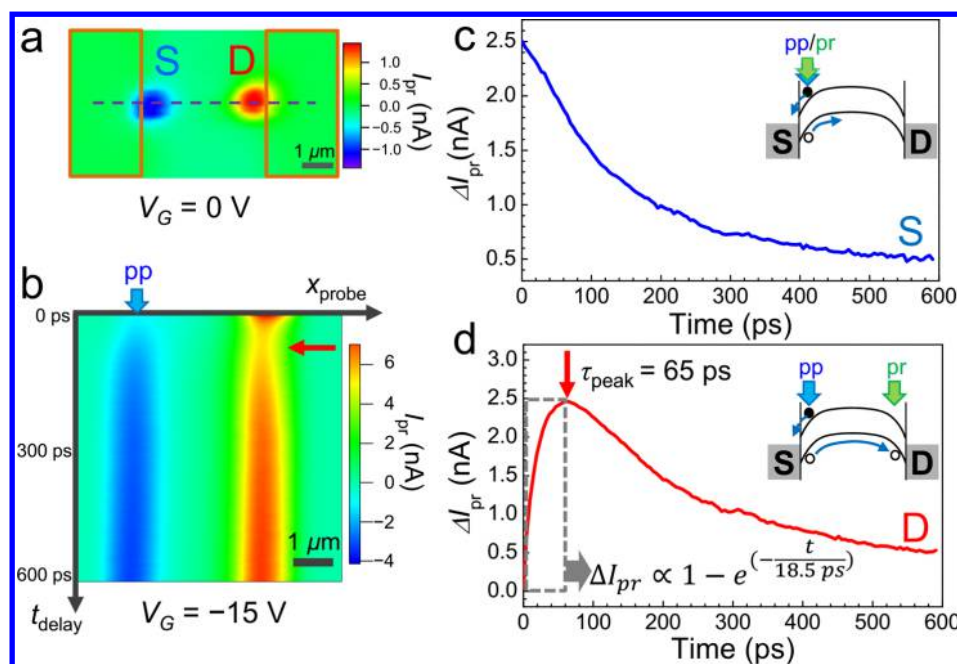 a
S
D
1.0
0.5
0.0
−0.5
−1.0
I_pr (nA)
1 μm
V_G = 0 V
b
pp
x_probe
0 ps
300 ps
600 ps
t_delay
6
4
2
0
−2
−4
I_pr (nA)
1 μm
V_G = −15 V
c
2.5
2.0
1.5
1.0
0.5
ΔI_pr(nA)
pp/pr
S
D
S
0 100 200 300 400 500 600
Time (ps)
d
3.0
2.5
2.0
1.5
1.0
0.5
0.0
ΔI_pr (nA)
τ_peak = 65 ps
pp
pr
S
D
D
ΔI_pr ∝ 1 − e^(−t/18.5 ps)
0 100 200 300 400 500 600
Time (ps)